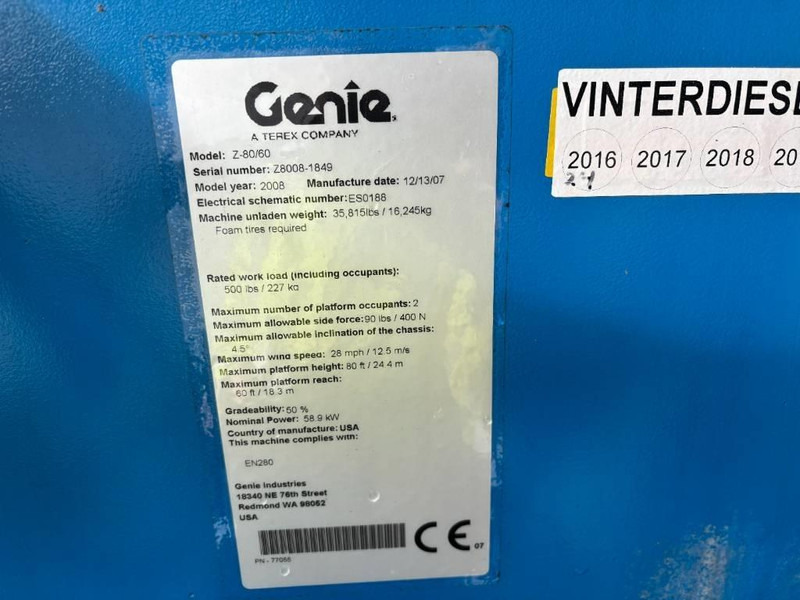 Genie
A TEREX COMPANY
Model: Z-80/60
Serial number: Z8008-1849
Model year: 2008 Manufacture date: 12/13/07
Electrical schematic number:ES0188
Machine unladen weight: 35,815lbs / 16,245kg
Foam tires required
Rated work load (including occupants):
500 lbs / 227 kg
Maximum number of platform occupants: 2
Maximum allowable side force:90 lbs / 400 N
Maximum allowable inclination of the chassis:
4.5°
Maximum wind speed: 28 mph / 12.5 m/s
Maximum platform height: 80 ft / 24.4 m
Maximum platform reach:
60 ft / 18.3 m
Gradeability: 50 %
Nominal Power: 58.9 kW
Country of manufacture: USA
This machine complies with:
EN280
Genie Industries
18340 NE 76th Street
Redmond WA 98052
USA
CE 07
PN - 77055
VINTERDIESE
2016 2017 2018 20